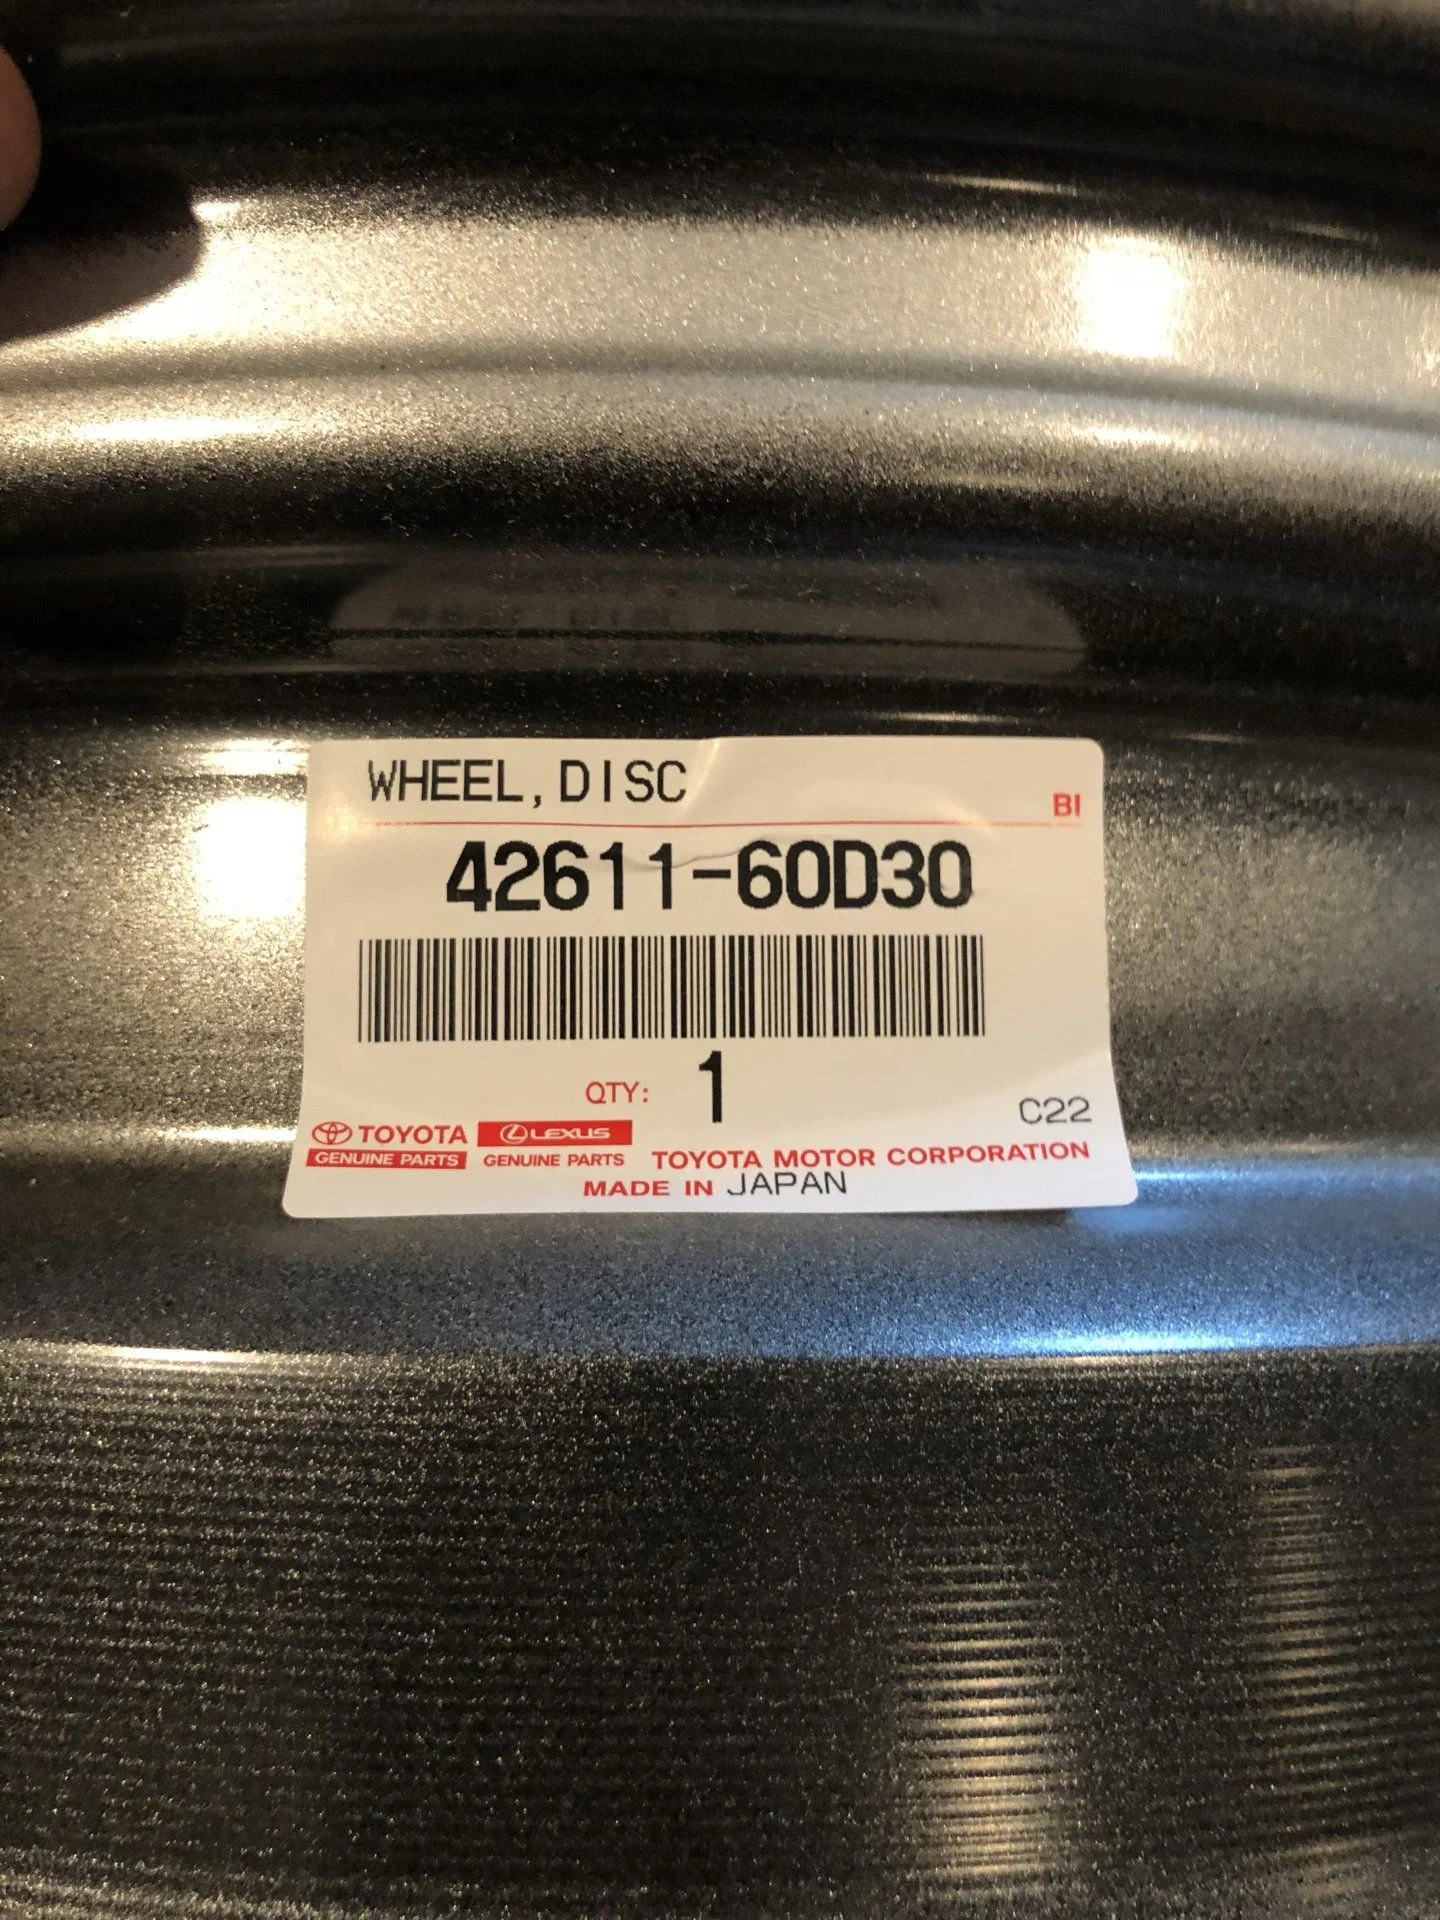 WHEEL, DISC
BI
42611-60D30
QTY: 1
C22
TOYOTA LEXUS
GENUINE PARTS GENUINE PARTS TOYOTA MOTOR CORPORATION
MADE IN JAPAN